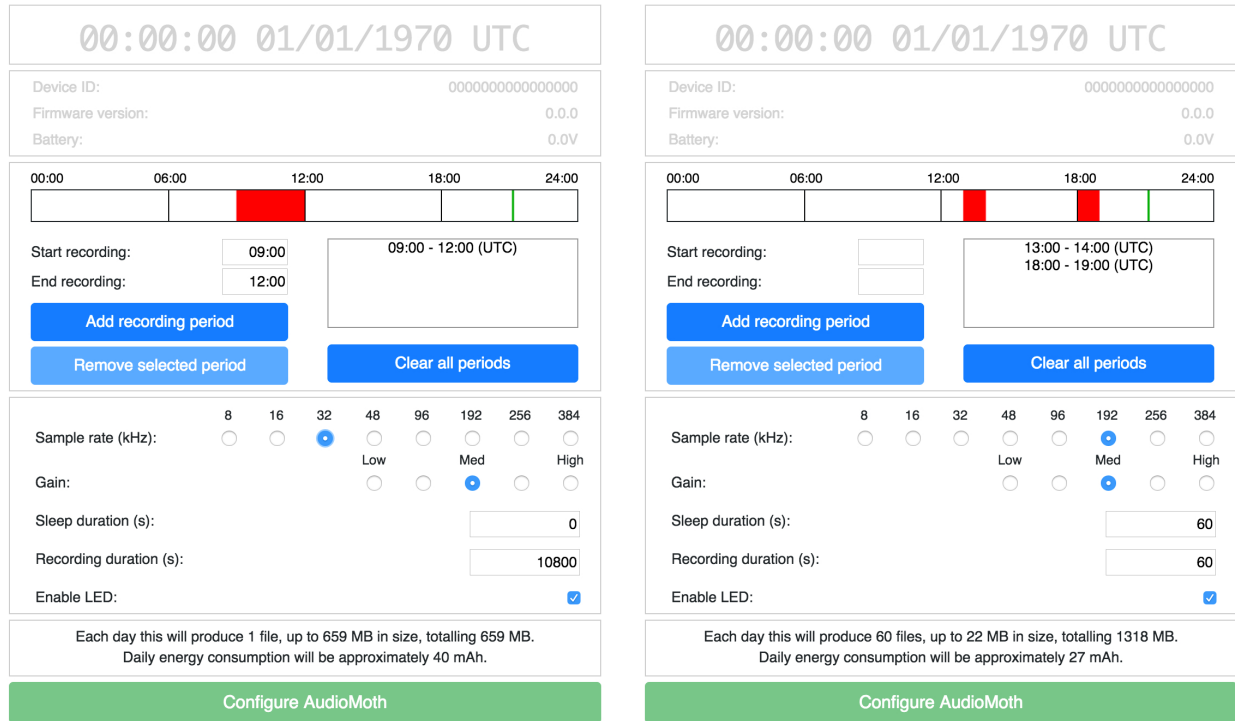 00:00:00 01/01/1970 UTC
Device ID: 0000000000000000
Firmware version: 0.0.0
Battery: 0.0V
00:00 06:00 12:00 18:00 24:00
Start recording: 09:00
End recording: 12:00
09:00 - 12:00 (UTC)
Add recording period
Remove selected period
Clear all periods
8 16 32 48 96 192 256 384
Sample rate (kHz):
Low Med High
Gain:
Sleep duration (s): 0
Recording duration (s): 10800
Enable LED:
Each day this will produce 1 file, up to 659 MB in size, totalling 659 MB.
Daily energy consumption will be approximately 40 mAh.
Configure AudioMoth
00:00:00 01/01/1970 UTC
Device ID: 0000000000000000
Firmware version: 0.0.0
Battery: 0.0V
00:00 06:00 12:00 18:00 24:00
Start recording:
End recording:
13:00 - 14:00 (UTC)
18:00 - 19:00 (UTC)
Add recording period
Remove selected period
Clear all periods
8 16 32 48 96 192 256 384
Sample rate (kHz):
Low Med High
Gain:
Sleep duration (s): 60
Recording duration (s): 60
Enable LED:
Each day this will produce 60 files, up to 22 MB in size, totalling 1318 MB.
Daily energy consumption will be approximately 27 mAh.
Configure AudioMoth